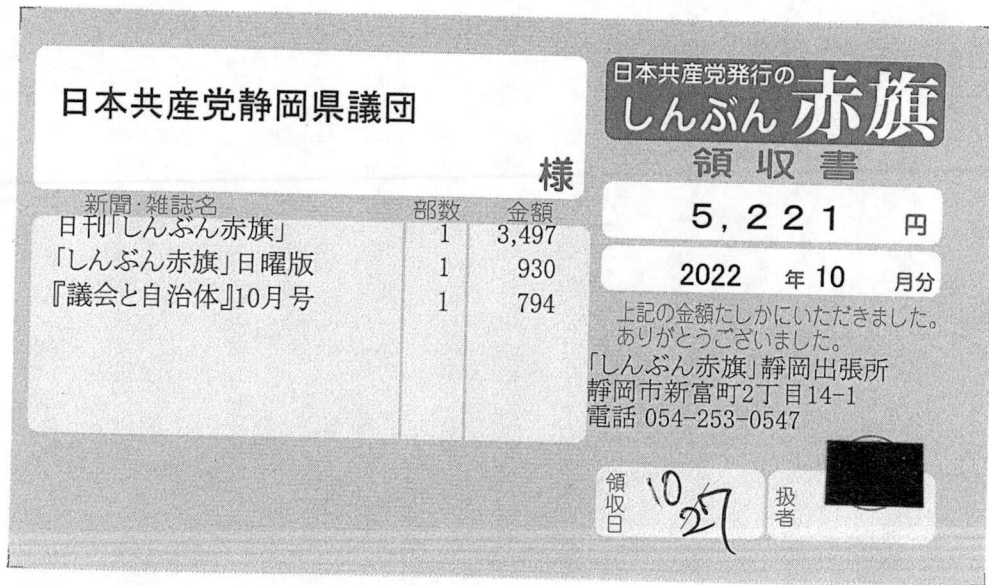 日本共産党静岡県議団
様
新聞・雑誌名 部数 金額
日刊「しんぶん赤旗」 1 3,497
「しんぶん赤旗」日曜版 1 930
『議会と自治体』10月号 1 794
日本共産党発行の
しんぶん赤旗
領収書
5,221 円
2022 年 10 月分
上記の金額たしかにいただきました。
ありがとうございました。
「しんぶん赤旗」静岡出張所
静岡市新富町2丁目14-1
電話 054-253-0547
領収日 10/27
扱者